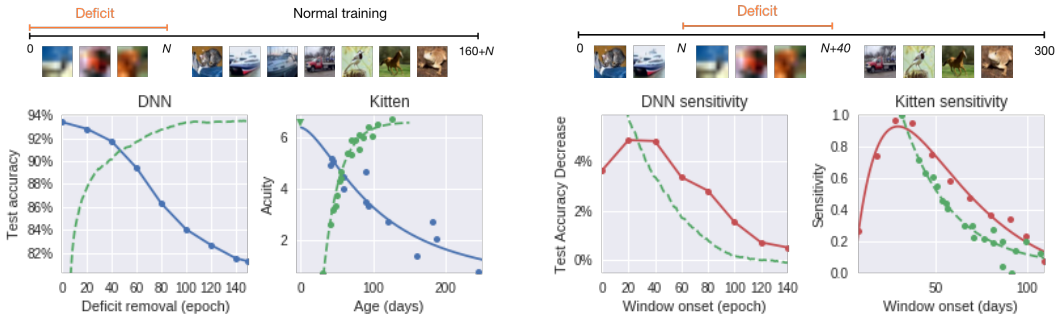 Deficit
Normal training
0
N
160+N
DNN
Test accuracy
94%
92%
90%
88%
86%
84%
82%
0 20 40 60 80 100 120 140
Deficit removal (epoch)
Kitten
Acuity
6
4
2
0 100 200
Age (days)
Deficit
0
N
N+40
300
DNN sensitivity
Test Accuracy Decrease
4%
2%
0%
0 20 40 60 80 100 120 140
Window onset (epoch)
Kitten sensitivity
Sensitivity
1.0
0.8
0.6
0.4
0.2
0.0
50 100
Window onset (days)